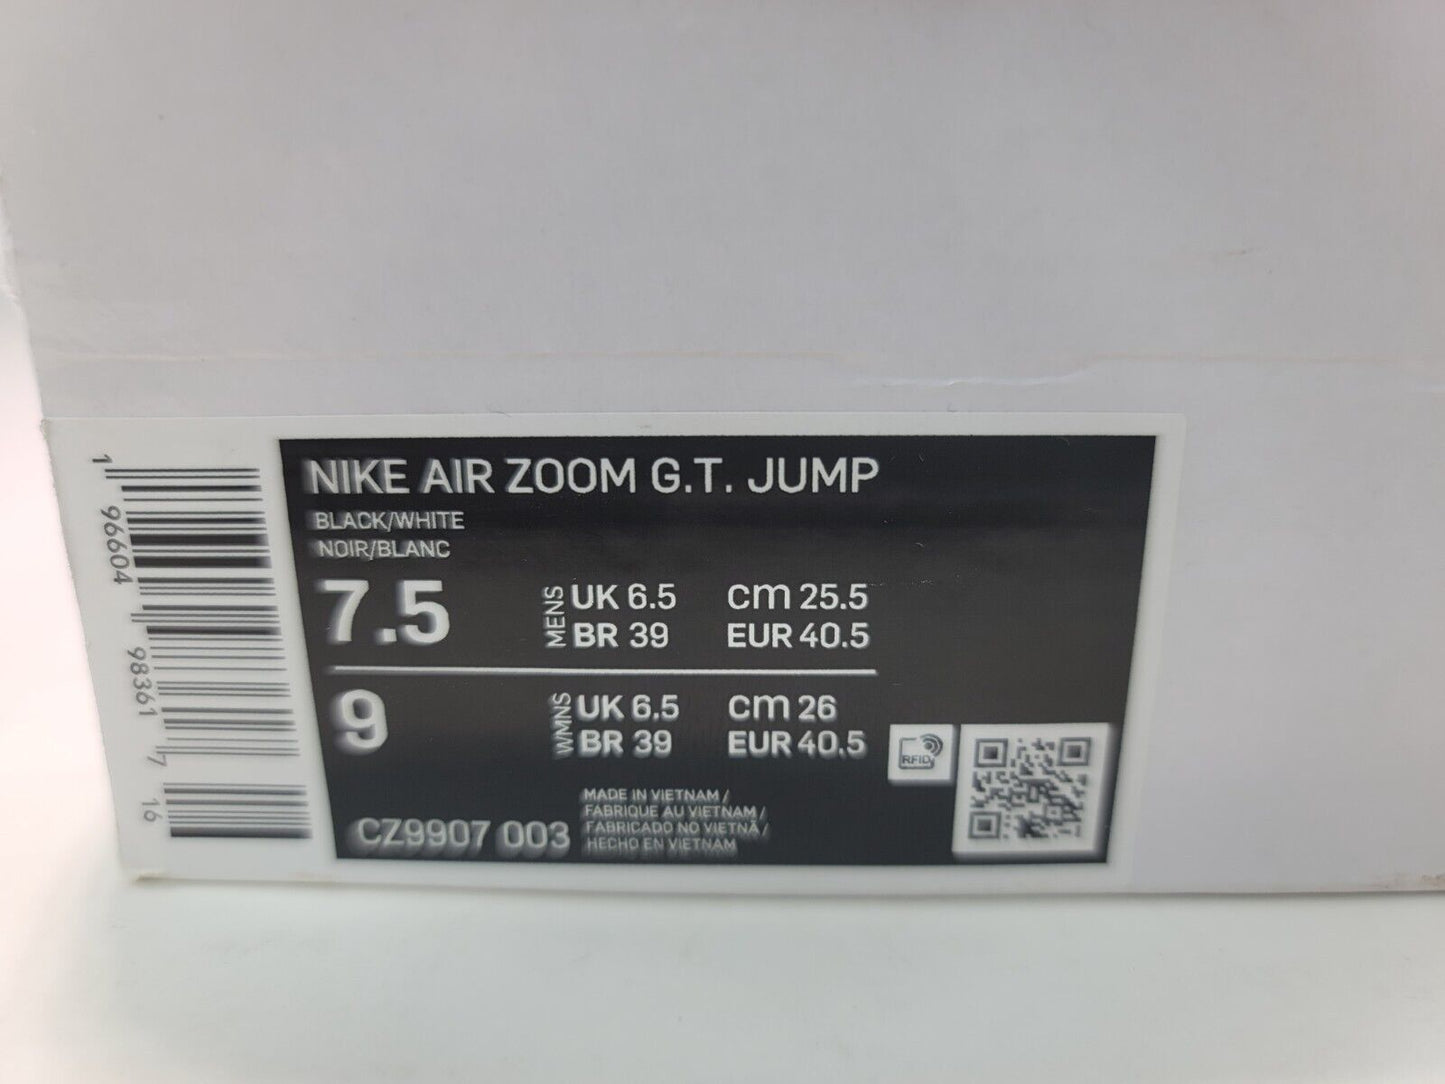 NIKE AIR ZOOM G.T. JUMP
BLACK/WHITE
NOIR/BLANC
7.5 MENS UK 6.5 cm 25.5
BR 39 EUR 40.5
9 WMNS UK 6.5 cm 26
BR 39 EUR 40.5
CZ9907 003
MADE IN VIETNAM /
FABRIQUE AU VIETNAM /
FABRICADO NO VIETNÃ /
HECHO EN VIETNAM
RFID
1 96604 98361 7 16